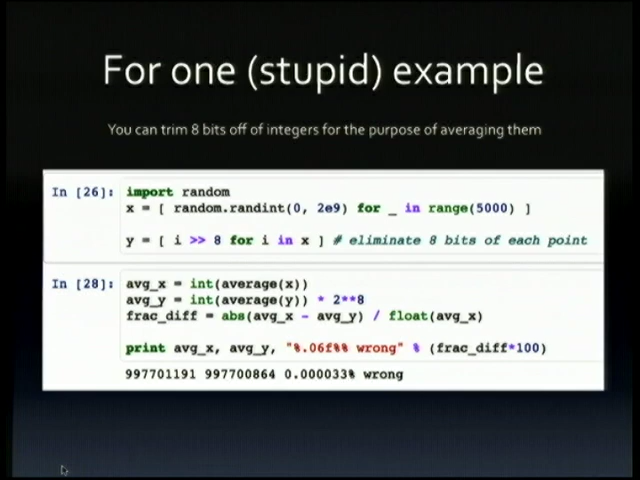 For one (stupid) example
You can trim 8 bits off of integers for the purpose of averaging them
In [26]: import random
x = [ random.randint(0, 2e9) for _ in range(5000) ]
y = [ i >> 8 for i in x ] # eliminate 8 bits of each point
In [28]: avg_x = int(average(x))
avg_y = int(average(y)) * 2**8
frac_diff = abs(avg_x - avg_y) / float(avg_x)
print avg_x, avg_y, "%.06f%% wrong" % (frac_diff*100)
997701191 997700864 0.000033% wrong